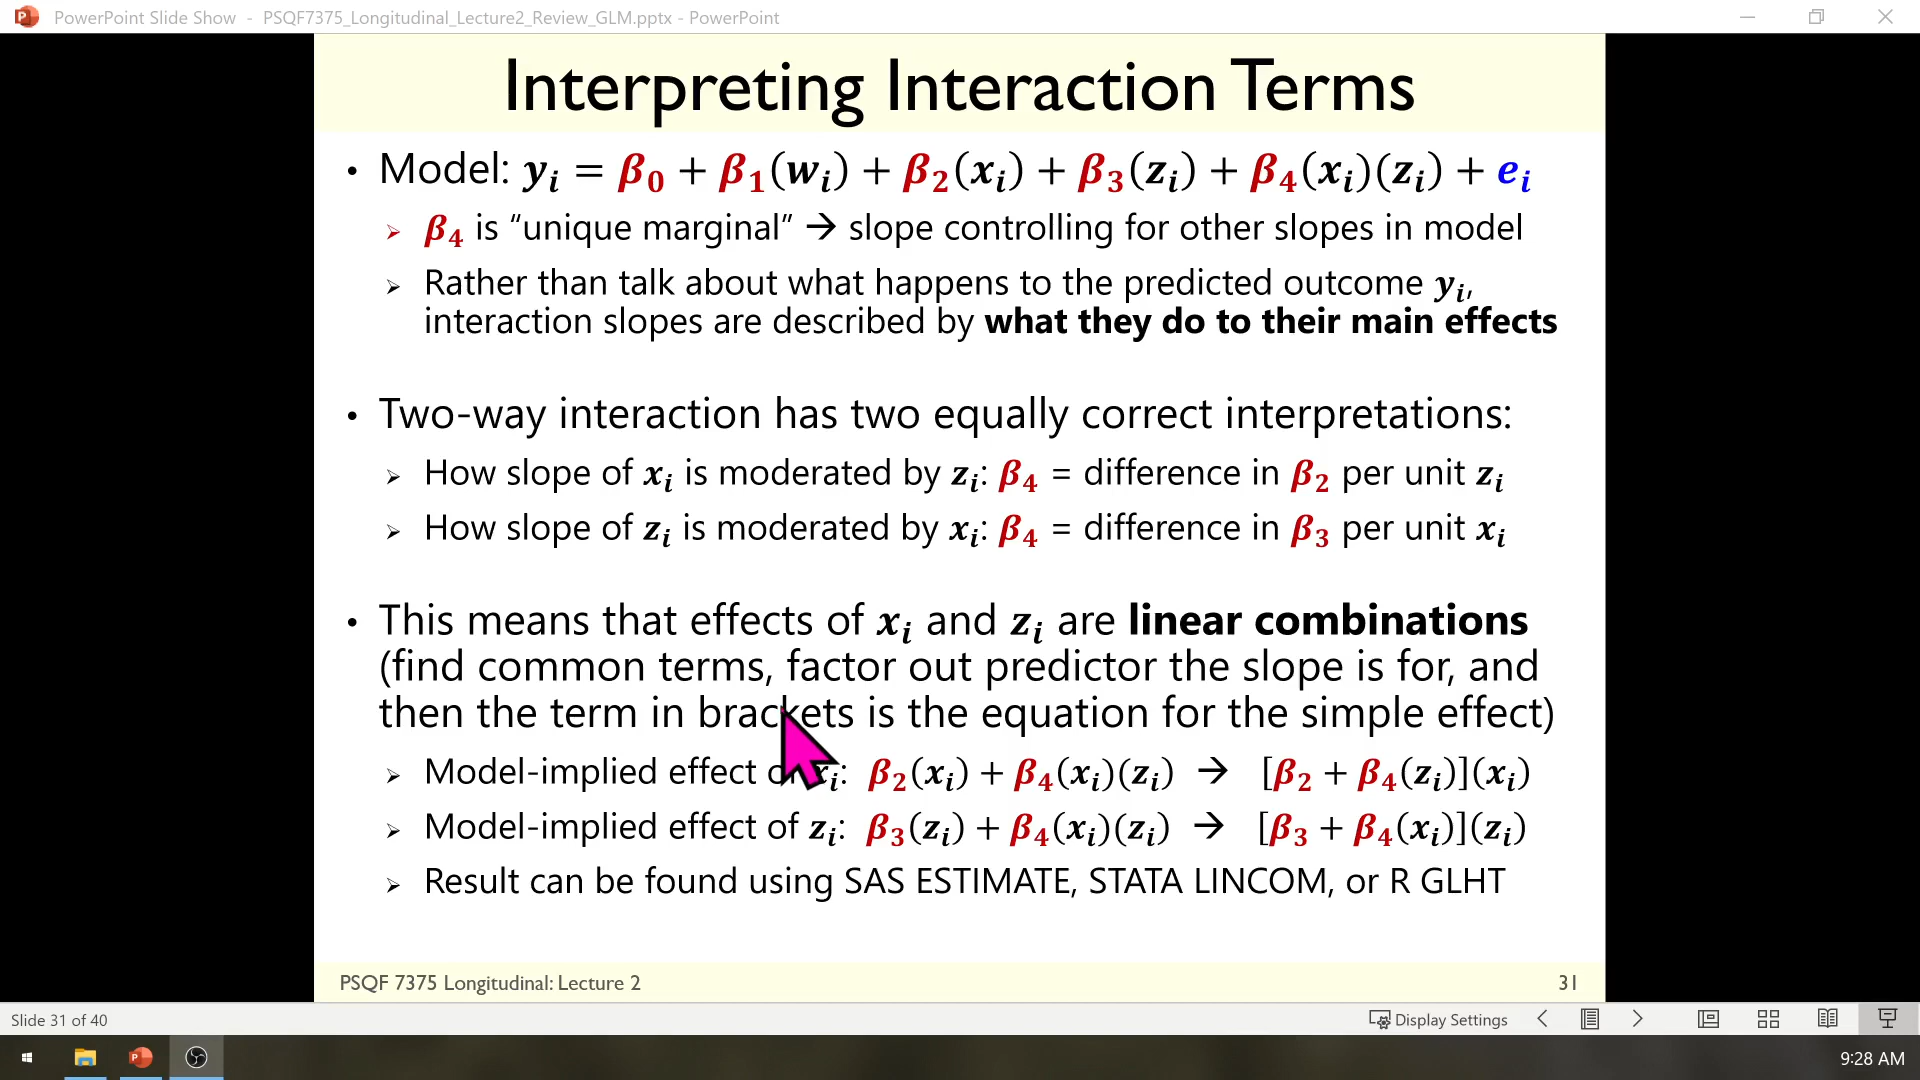 PowerPoint Slide Show - PSQF7375_Longitudinal_Lecture2_Review_GLM.pptx - PowerPoint
Interpreting Interaction Terms
• Model: yᵢ = β₀ + β₁(wᵢ) + β₂(xᵢ) + β₃(zᵢ) + β₄(xᵢ)(zᵢ) + eᵢ
➢ β₄ is “unique marginal” → slope controlling for other slopes in model
➢ Rather than talk about what happens to the predicted outcome yᵢ,
interaction slopes are described by what they do to their main effects
• Two-way interaction has two equally correct interpretations:
➢ How slope of xᵢ is moderated by zᵢ: β₄ = difference in β₂ per unit zᵢ
➢ How slope of zᵢ is moderated by xᵢ: β₄ = difference in β₃ per unit xᵢ
• This means that effects of xᵢ and zᵢ are linear combinations
(find common terms, factor out predictor the slope is for, and
then the term in brackets is the equation for the simple effect)
➢ Model-implied effect of xᵢ: β₂(xᵢ) + β₄(xᵢ)(zᵢ) → [β₂ + β₄(zᵢ)](xᵢ)
➢ Model-implied effect of zᵢ: β₃(zᵢ) + β₄(xᵢ)(zᵢ) → [β₃ + β₄(xᵢ)](zᵢ)
➢ Result can be found using SAS ESTIMATE, STATA LINCOM, or R GLHT
PSQF 7375 Longitudinal: Lecture 2 31
Slide 31 of 40 Display Settings
9:28 AM